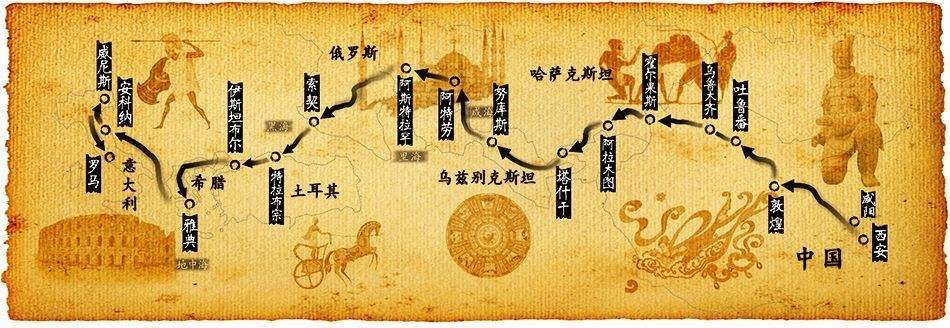 威尼斯
安科纳
罗马
意大利
希腊
雅典
地中海
伊斯坦布尔
特拉布宗
土耳其
黑海
索契
俄罗斯
阿斯特拉罕
里海
阿特劳
咸海
努库斯
乌兹别克斯坦
塔什干
哈萨克斯坦
阿拉木图
霍尔果斯
乌鲁木齐
吐鲁番
敦煌
咸阳
西安
中国